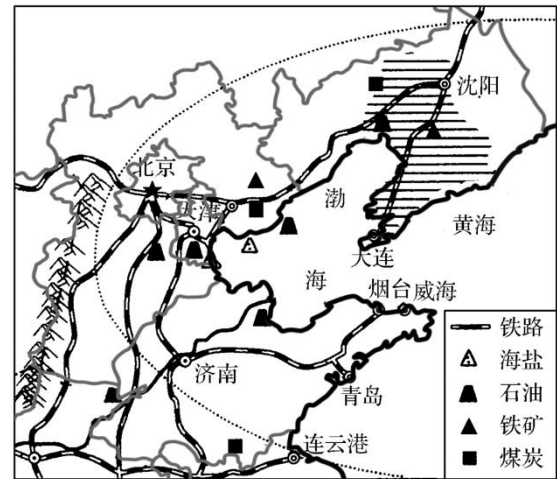 沈阳
北京
天津
渤
黄海
大连
海
烟台
威海
济南
青岛
连云港
铁路
海盐
石油
铁矿
煤炭